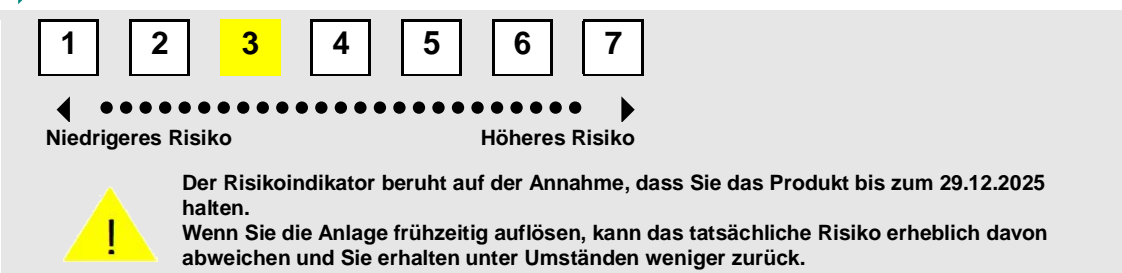 1 2 3 4 5 6 7
Niedrigeres Risiko Höheres Risiko
Der Risikoindikator beruht auf der Annahme, dass Sie das Produkt bis zum 29.12.2025
halten.
Wenn Sie die Anlage frühzeitig auflösen, kann das tatsächliche Risiko erheblich davon
abweichen und Sie erhalten unter Umständen weniger zurück.
!